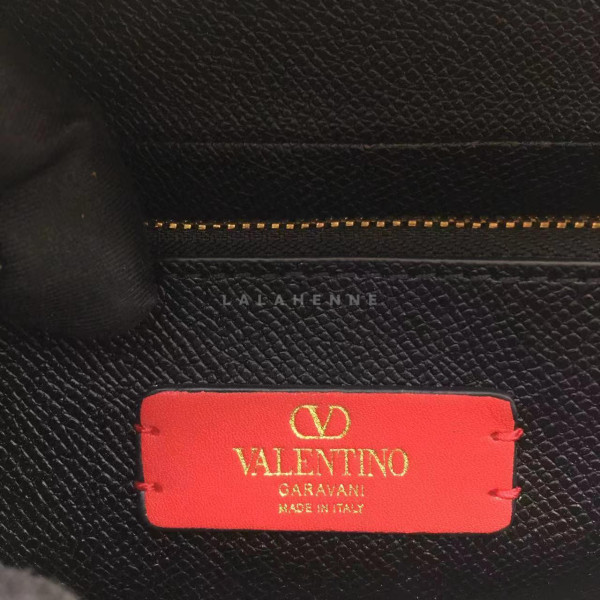 LALAHENNE
VALENTINO
GARAVANI
MADE IN ITALY